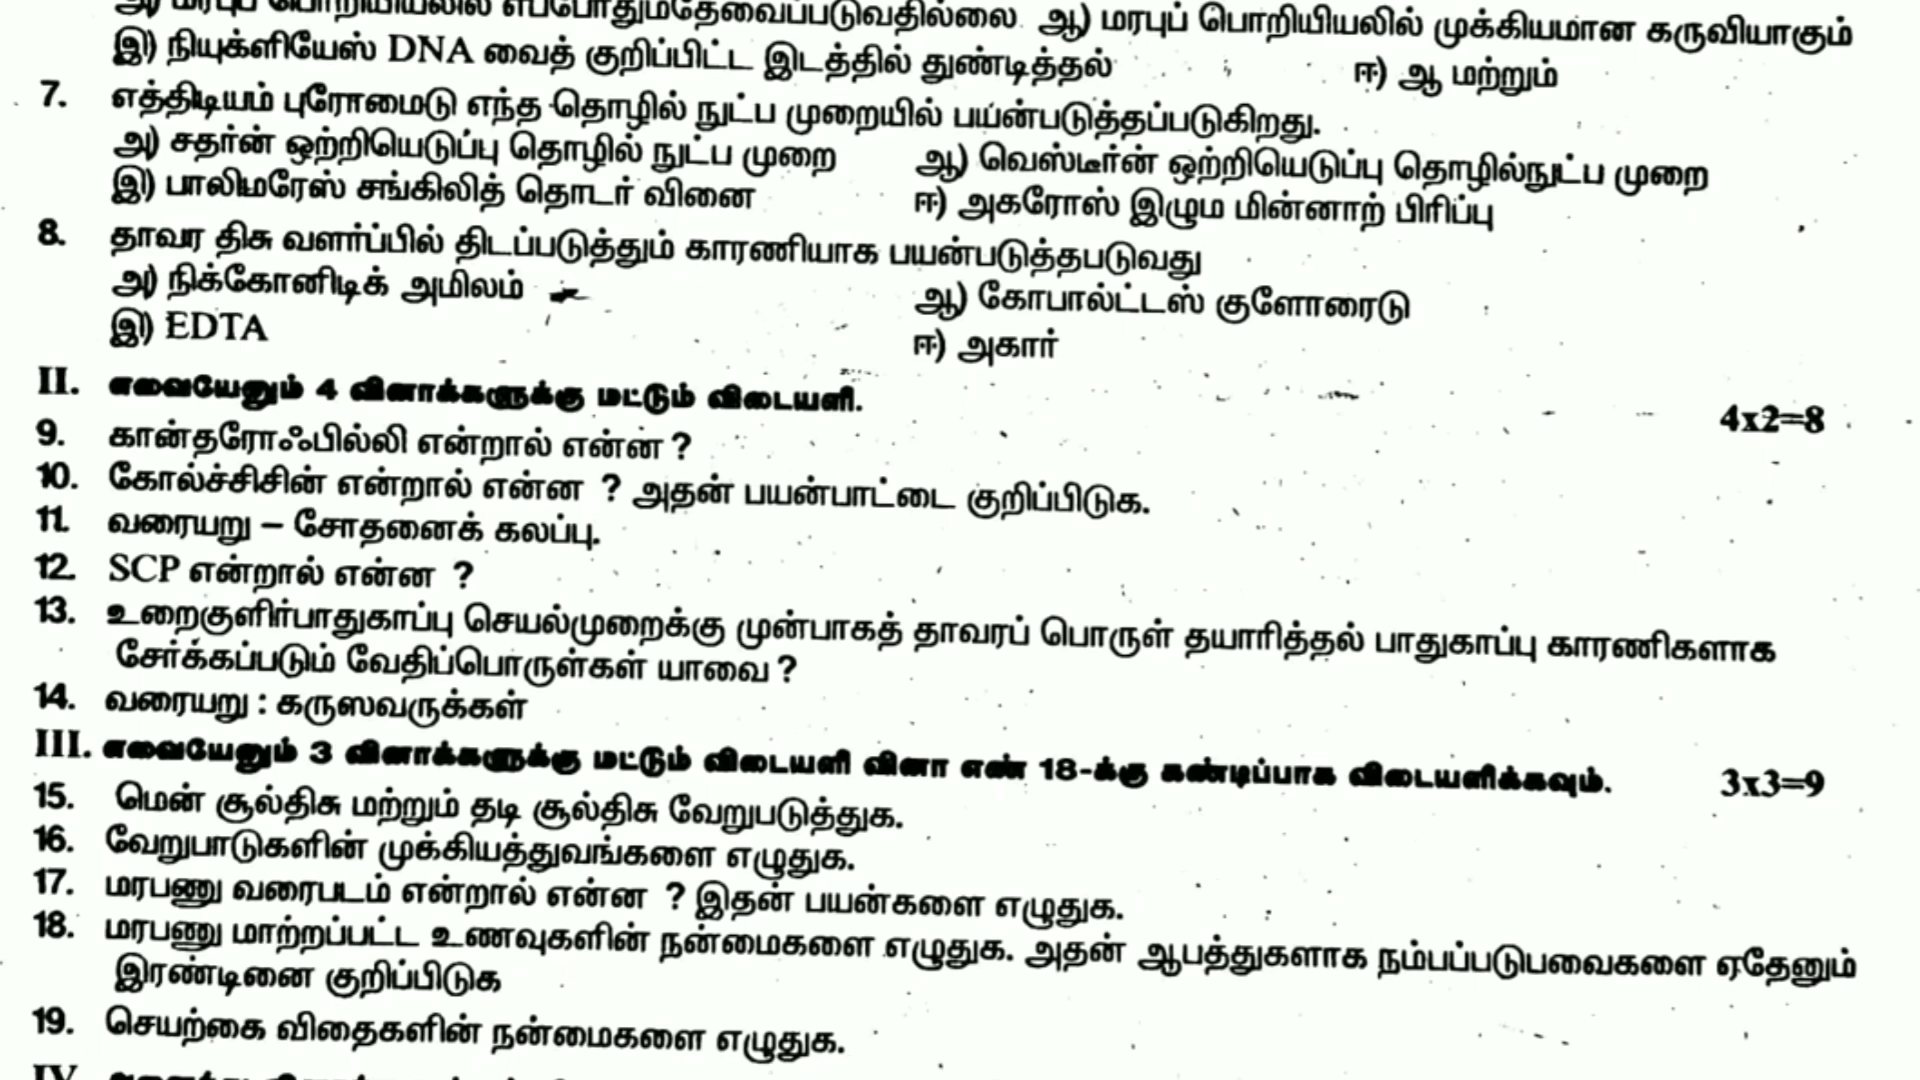 அ) மரபுப் பொறியியலில் எப்போதும்தேவைப்படுவதில்லை ஆ) மரபுப் பொறியியலில் முக்கியமான கருவியாகும்
இ) நியுக்ளியேஸ் DNA வைத் குறிப்பிட்ட இடத்தில் துண்டித்தல் ஈ) ஆ மற்றும்
7. எத்திடியம் புரோமைடு எந்த தொழில் நுட்ப முறையில் பயன்படுத்தப்படுகிறது.
அ) சதர்ன் ஒற்றியெடுப்பு தொழில் நுட்ப முறை ஆ) வெஸ்டீர்ன் ஒற்றியெடுப்பு தொழில்நுட்ப முறை
இ) பாலிமரேஸ் சங்கிலித் தொடர் வினை ஈ) அகரோஸ் இழும மின்னாற் பிரிப்பு
8. தாவர திசு வளர்ப்பில் திடப்படுத்தும் காரணியாக பயன்படுத்தபடுவது
அ) நிக்கோனிடிக் அமிலம் ஆ) கோபால்ட்டஸ் குளோரைடு
இ) EDTA ஈ) அகார்
II. எவையேனும் 4 வினாக்களுக்கு மட்டும் விடையளி. 4x2=8
9. கான்தரோஃபில்லி என்றால் என்ன ?
10. கோல்ச்சிசின் என்றால் என்ன ? அதன் பயன்பாட்டை குறிப்பிடுக.
11. வரையறு – சோதனைக் கலப்பு.
12. SCP என்றால் என்ன ?
13. உறைகுளிர்பாதுகாப்பு செயல்முறைக்கு முன்பாகத் தாவரப் பொருள் தயாரித்தல் பாதுகாப்பு காரணிகளாக
சேர்க்கப்படும் வேதிப்பொருள்கள் யாவை ?
14. வரையறு : கருஸவருக்கள்
III. எவையேனும் 3 வினாக்களுக்கு மட்டும் விடையளி வினா எண் 18-க்கு கண்டிப்பாக விடையளிக்கவும். 3x3=9
15. மென் சூல்திசு மற்றும் தடி சூல்திசு வேறுபடுத்துக.
16. வேறுபாடுகளின் முக்கியத்துவங்களை எழுதுக.
17. மரபணு வரைபடம் என்றால் என்ன ? இதன் பயன்களை எழுதுக.
18. மரபணு மாற்றப்பட்ட உணவுகளின் நன்மைகளை எழுதுக. அதன் ஆபத்துகளாக நம்பப்படுபவைகளை ஏதேனும்
இரண்டினை குறிப்பிடுக
19. செயற்கை விதைகளின் நன்மைகளை எழுதுக.
IV